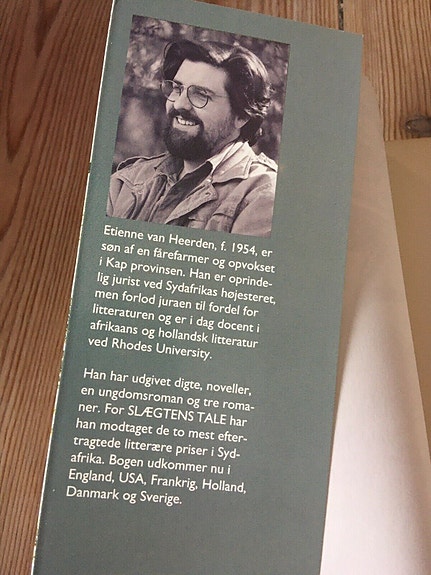 Etienne van Heerden, f. 1954, er
søn af en fårefarmer og opvokset
i Kap provinsen. Han er oprinde-
lig jurist ved Sydafrikas højesteret,
men forlod juraen til fordel for
litteraturen og er i dag docent i
afrikaans og hollandsk litteratur
ved Rhodes University.
Han har udgivet digte, noveller,
en ungdomsroman og tre roma-
ner. For SLÆGTENS TALE har
han modtaget de to mest efter-
tragtede litterære priser i Syd-
afrika. Bogen udkommer nu i
England, USA, Frankrig, Holland,
Danmark og Sverige.